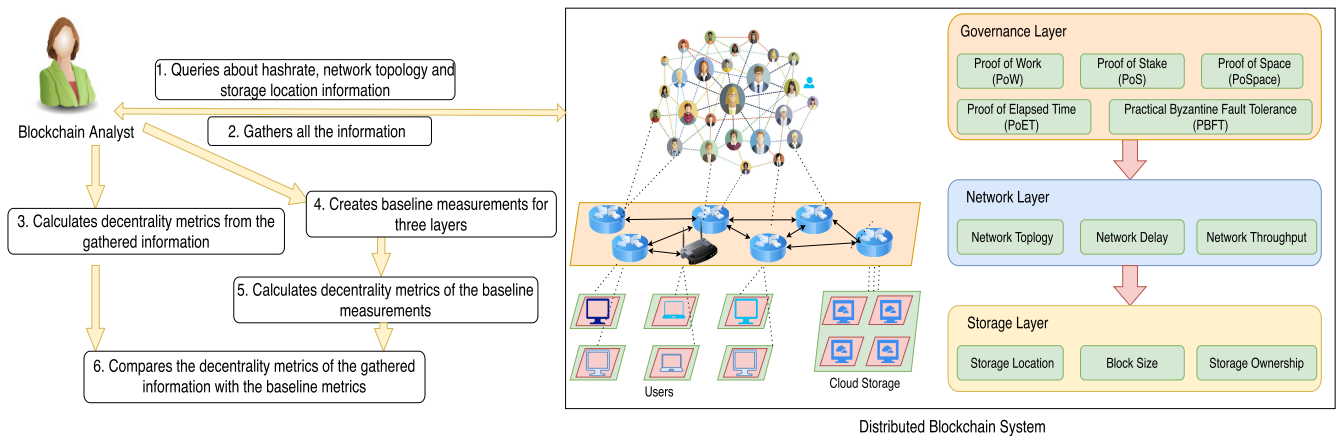 Blockchain Analyst
1. Queries about hashrate, network topology and
storage location information
2. Gathers all the information
3. Calculates decentrality metrics from the
gathered information
4. Creates baseline measurements for
three layers
5. Calculates decentrality metrics of the baseline
measurements
6. Compares the decentrality metrics of the gathered
information with the baseline metrics
Users
Cloud Storage
Governance Layer
Proof of Work
(PoW)
Proof of Stake
(PoS)
Proof of Space
(PoSpace)
Proof of Elapsed Time
(PoET)
Practical Byzantine Fault Tolerance
(PBFT)
Network Layer
Network Toplogy
Network Delay
Network Throughput
Storage Layer
Storage Location
Block Size
Storage Ownership
Distributed Blockchain System